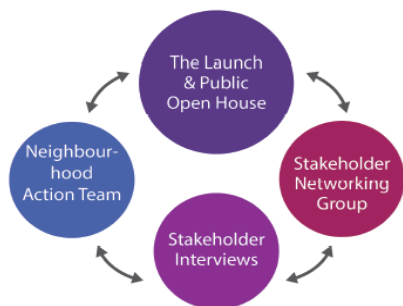 The Launch
& Public
Open House
Neighbour-
hood
Action Team
Stakeholder
Networking
Group
Stakeholder
Interviews